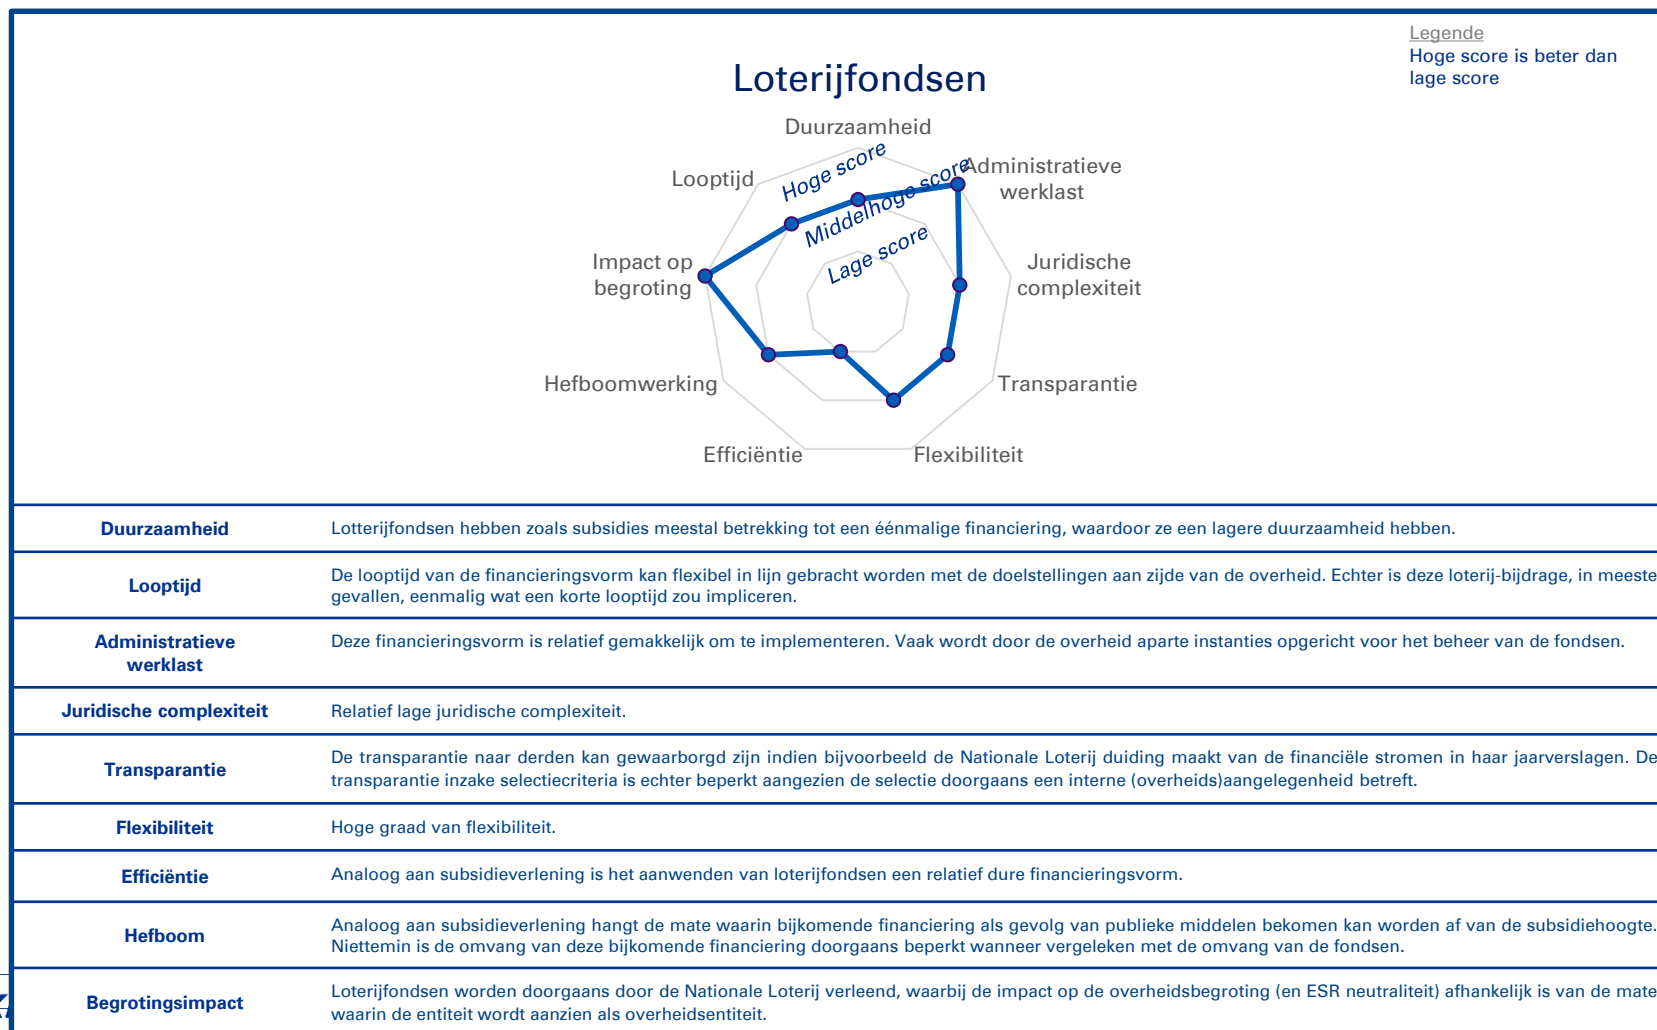 Legende
Hoge score is beter dan
lage score
Loterijfondsen
Duurzaamheid
Hoge score
Administratieve
werklast
Looptijd
Middelhoge score
Lage score
Impact op
begroting
Juridische
complexiteit
Hefboomwerking
Transparantie
Efficiëntie
Flexibiliteit
Duurzaamheid
Lotterijfondsen hebben zoals subsidies meestal betrekking tot een éénmalige financiering, waardoor ze een lagere duurzaamheid hebben.
Looptijd
De looptijd van de financieringsvorm kan flexibel in lijn gebracht worden met de doelstellingen aan zijde van de overheid. Echter is deze loterij-bijdrage, in meeste
gevallen, eenmalig wat een korte looptijd zou impliceren.
Administratieve
werklast
Deze financieringsvorm is relatief gemakkelijk om te implementeren. Vaak wordt door de overheid aparte instanties opgericht voor het beheer van de fondsen.
Juridische complexiteit
Relatief lage juridische complexiteit.
Transparantie
De transparantie naar derden kan gewaarborgd zijn indien bijvoorbeeld de Nationale Loterij duiding maakt van de financiële stromen in haar jaarverslagen. De
transparantie inzake selectiecriteria is echter beperkt aangezien de selectie doorgaans een interne (overheids)aangelegenheid betreft.
Flexibiliteit
Hoge graad van flexibiliteit.
Efficiëntie
Analoog aan subsidieverlening is het aanwenden van loterijfondsen een relatief dure financieringsvorm.
Hefboom
Analoog aan subsidieverlening hangt de mate waarin bijkomende financiering als gevolg van publieke middelen bekomen kan worden af van de subsidiehoogte.
Niettemin is de omvang van deze bijkomende financiering doorgaans beperkt wanneer vergeleken met de omvang van de fondsen.
Begrotingsimpact
Loterijfondsen worden doorgaans door de Nationale Loterij verleend, waarbij de impact op de overheidsbegroting (en ESR neutraliteit) afhankelijk is van de mate
waarin de entiteit wordt aanzien als overheidsentiteit.